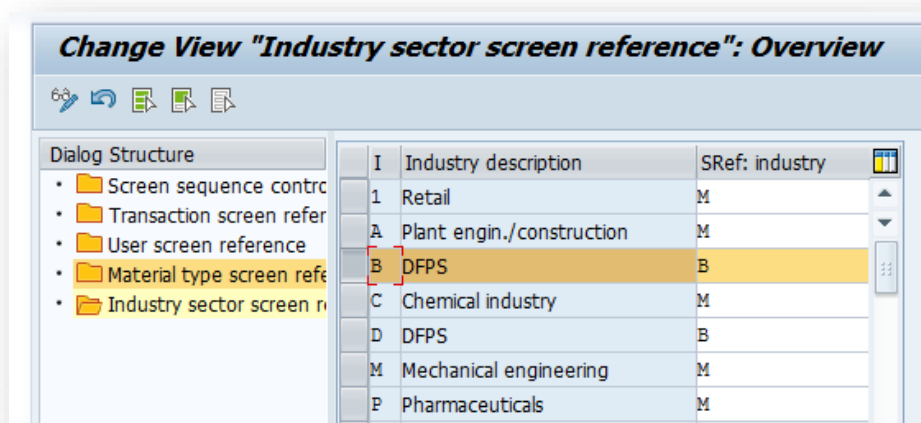 Change View "Industry sector screen reference": Overview
Dialog Structure
Screen sequence contro
Transaction screen refer
User screen reference
Material type screen refe
Industry sector screen r
I Industry description SRef: industry
1 Retail M
A Plant engin./construction M
B DFPS B
C Chemical industry M
D DFPS B
M Mechanical engineering M
P Pharmaceuticals M